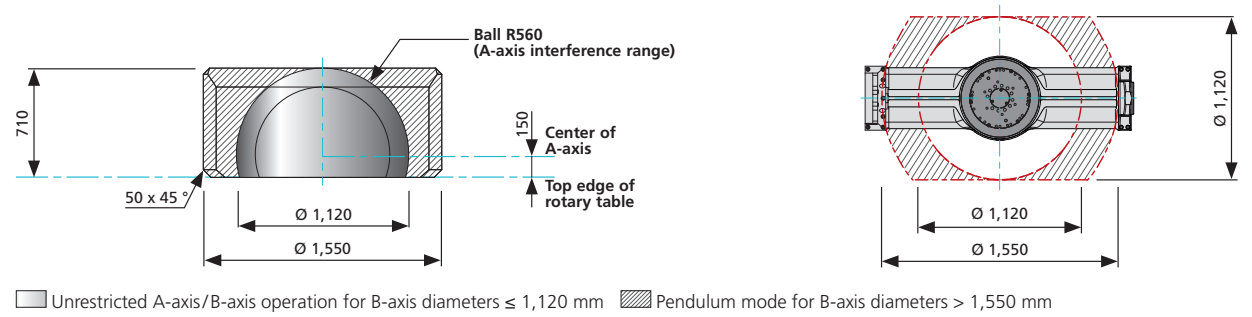 Ball R560
(A-axis interference range)
710
150
Center of
A-axis
50 x 45 °
Top edge of
rotary table
Ø 1,120
Ø 1,550
Ø 1,120
Ø 1,120
Ø 1,550
Unrestricted A-axis/B-axis operation for B-axis diameters ≤ 1,120 mm
Pendulum mode for B-axis diameters > 1,550 mm